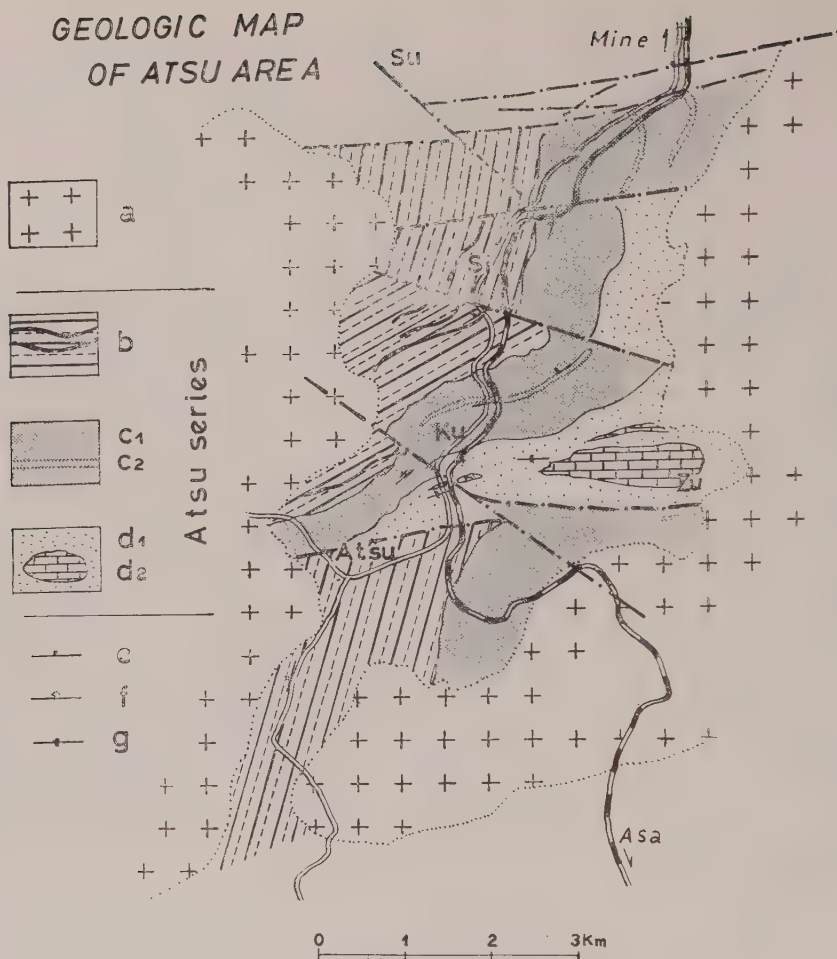 GEOLOGIC MAP
OF ATSU AREA
Mine
Su
a
b
C1
C2
d1
d2
Atsu series
S
Ku
Zu
Atsu
e
f
g
Asa
0 1 2 3Km